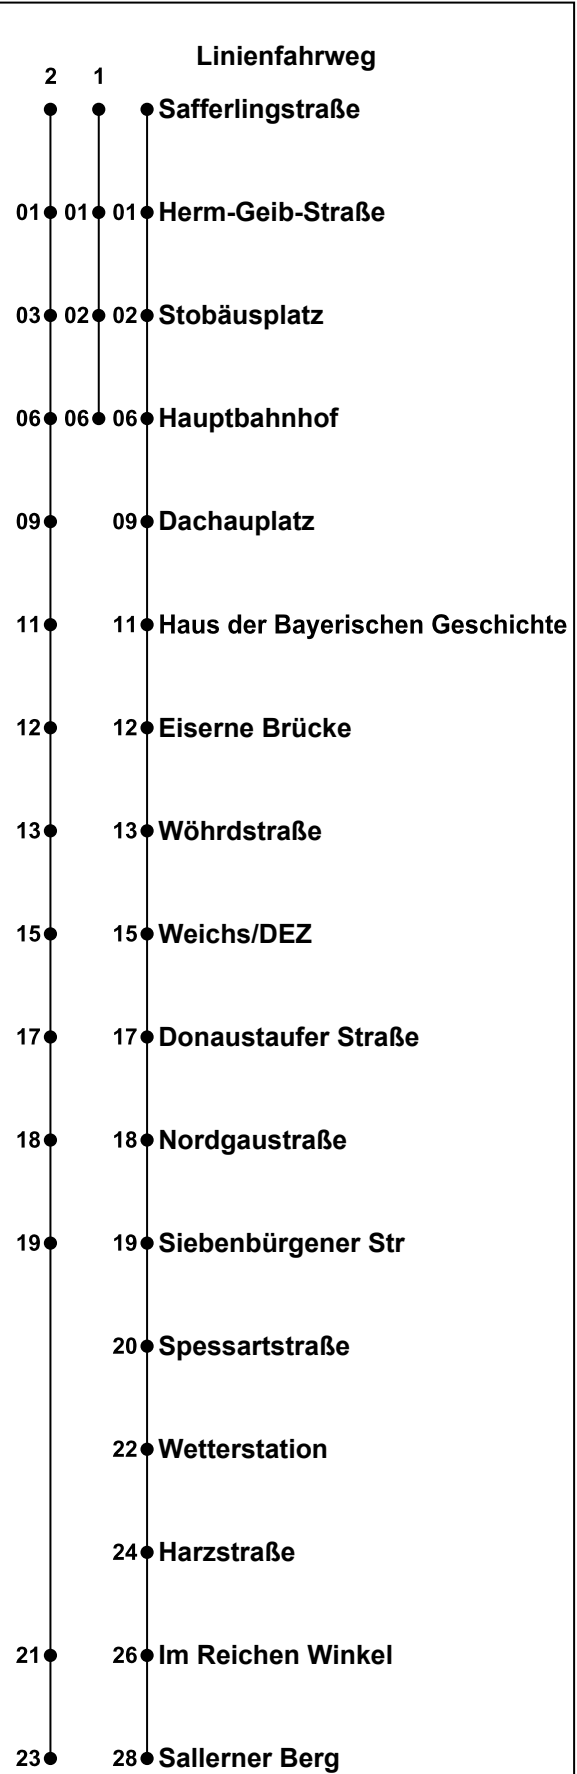 Linienfahrweg
2 1
Safferlingstraße
01 01 01 Herm-Geib-Straße
03 02 02 Stobäusplatz
06 06 06 Hauptbahnhof
09 09 Dachauplatz
11 11 Haus der Bayerischen Geschichte
12 12 Eiserne Brücke
13 13 Wöhrdstraße
15 15 Weichs/DEZ
17 17 Donaustaufer Straße
18 18 Nordgaustraße
19 19 Siebenbürgener Str
20 Spessartstraße
22 Wetterstation
24 Harzstraße
21 26 Im Reichen Winkel
23 28 Sallerner Berg